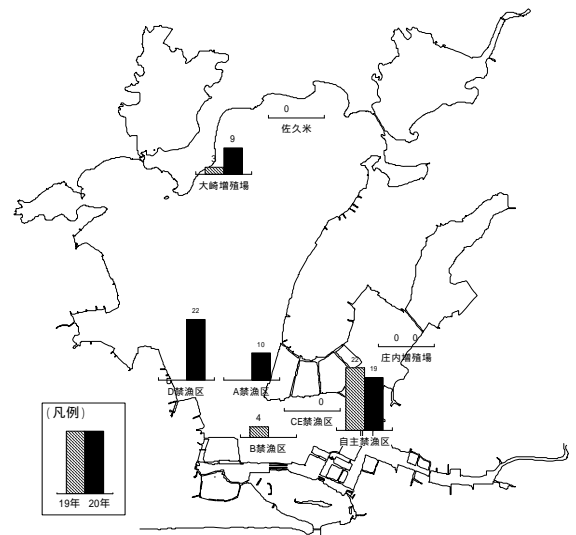 0
佐久米
3 9
大崎増殖場
22
D禁漁区
10
A禁漁区
0 0
庄内増殖場
4
B禁漁区
0
CE禁漁区
22 19
自主禁漁区
(凡例)
19年 20年